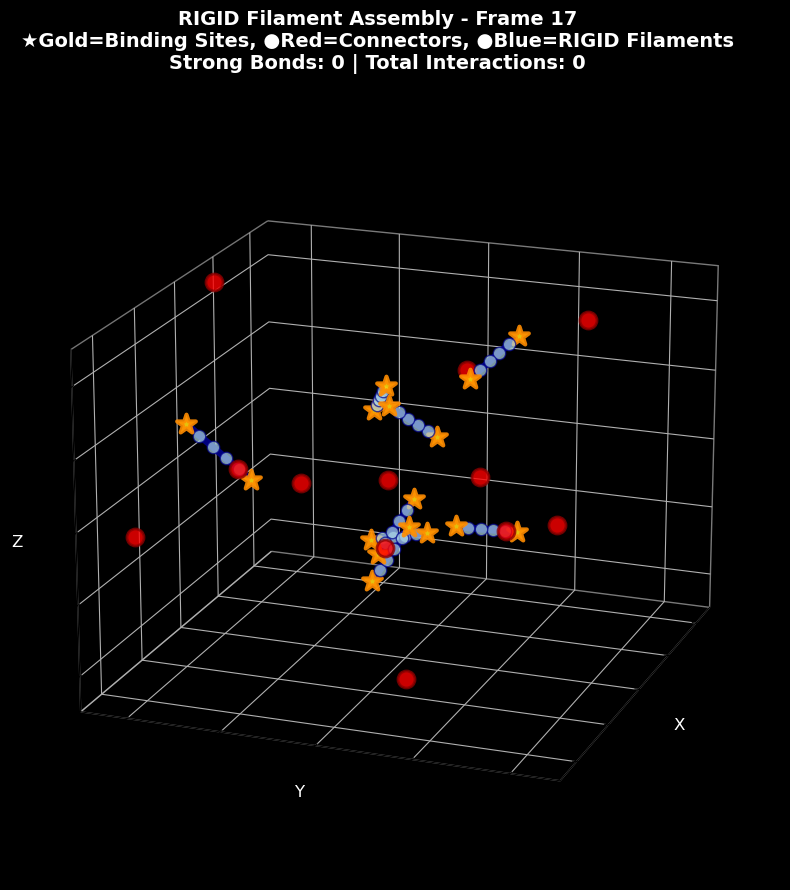 RIGID Filament Assembly - Frame 17
★Gold=Binding Sites, ●Red=Connectors, ●Blue=RIGID Filaments
Strong Bonds: 0 | Total Interactions: 0
Z
X
Y